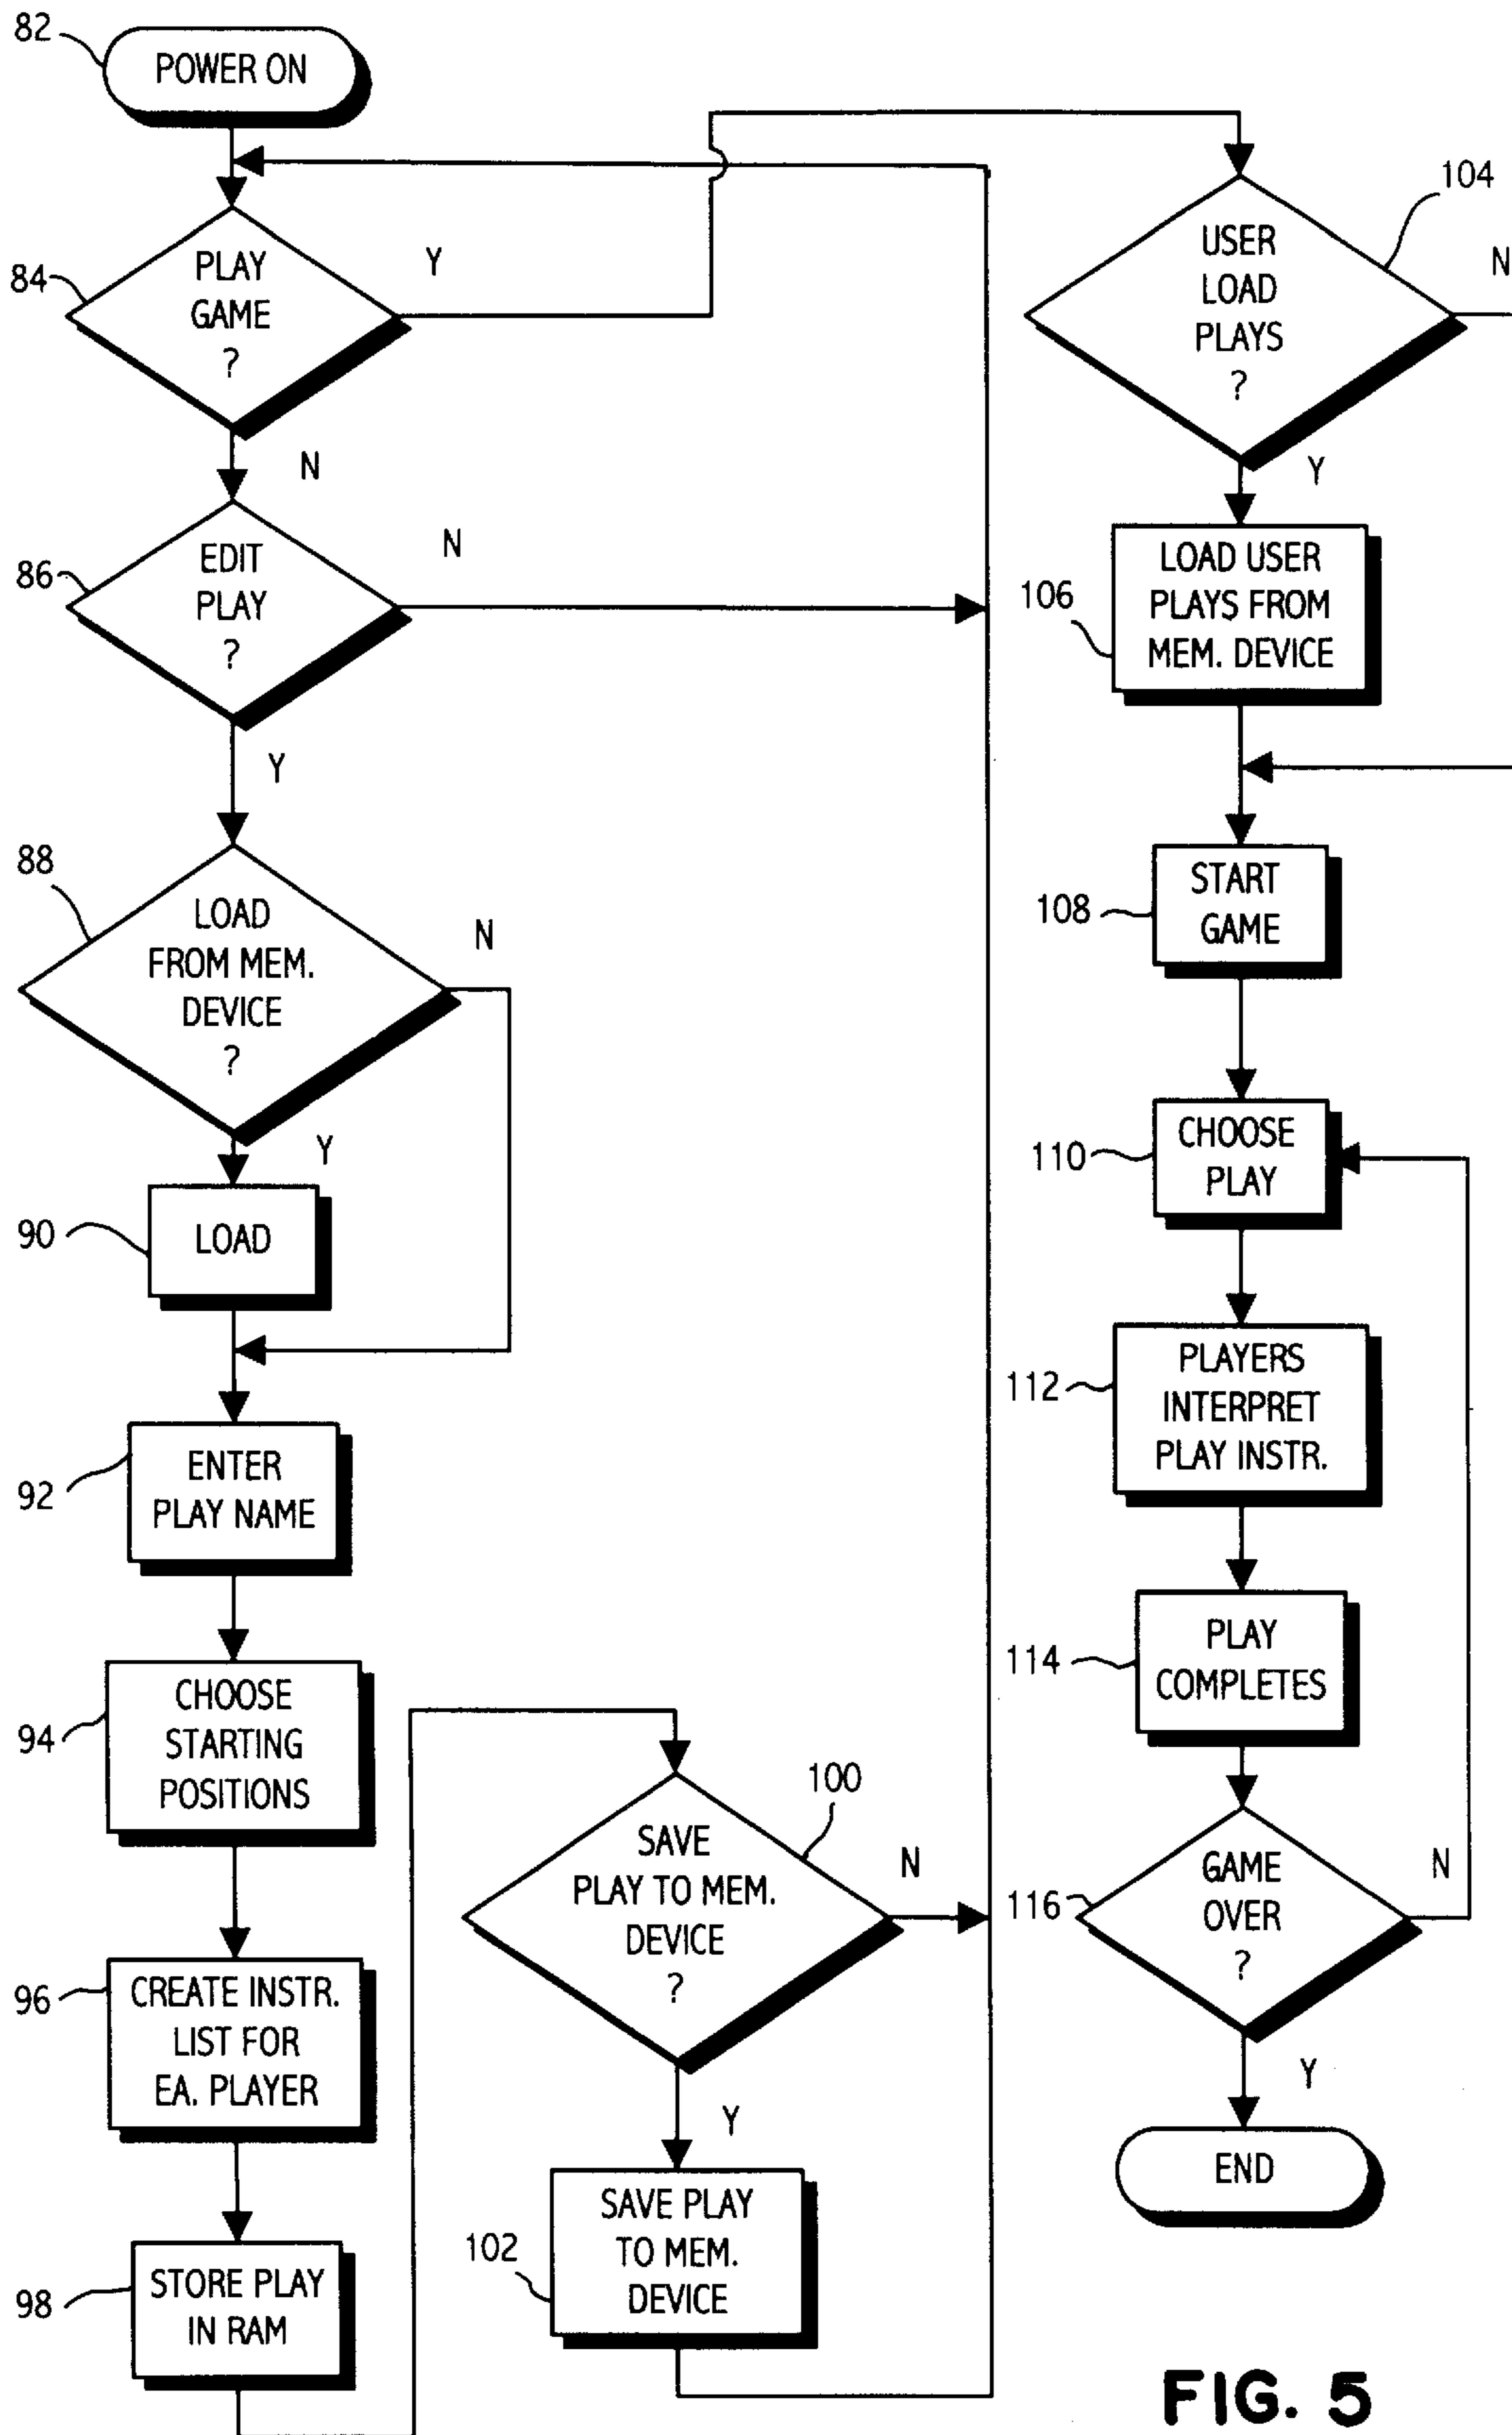 82
POWER ON
84
PLAY
GAME
?
Y
N
86
EDIT
PLAY
?
N
Y
88
LOAD
FROM MEM.
DEVICE
?
N
Y
90
LOAD
92
ENTER
PLAY NAME
94
CHOOSE
STARTING
POSITIONS
96
CREATE INSTR.
LIST FOR
EA. PLAYER
98
STORE PLAY
IN RAM
100
SAVE
PLAY TO MEM.
DEVICE
?
N
Y
102
SAVE PLAY
TO MEM.
DEVICE
104
USER
LOAD
PLAYS
?
N
Y
106
LOAD USER
PLAYS FROM
MEM. DEVICE
108
START
GAME
110
CHOOSE
PLAY
112
PLAYERS
INTERPRET
PLAY INSTR.
114
PLAY
COMPLETES
116
GAME
OVER
?
N
Y
END
FIG. 5